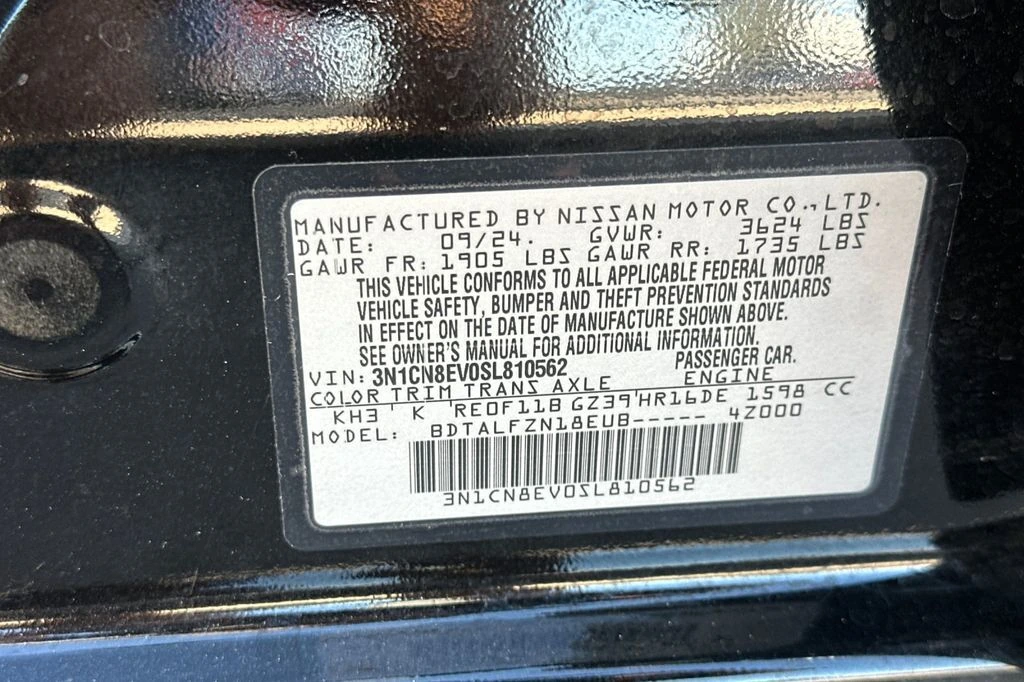 MANUFACTURED BY NISSAN MOTOR CO.,LTD.
DATE: 09/24. GVWR: 3624 LBS
GAWR FR: 1905 LBS GAWR RR: 1735 LBS
THIS VEHICLE CONFORMS TO ALL APPLICABLE FEDERAL MOTOR
VEHICLE SAFETY, BUMPER AND THEFT PREVENTION STANDARDS
IN EFFECT ON THE DATE OF MANUFACTURE SHOWN ABOVE.
SEE OWNER'S MANUAL FOR ADDITIONAL INFORMATION.
VIN: 3N1CN8EV0SL810562 PASSENGER CAR.
COLOR TRIM TRANS AXLE ENGINE
KH3 K RE0F11B GZ39 HR16DE 1598 CC
MODEL: BDTALFZN18EUB----- 4Z000
3N1CN8EV0SL810562